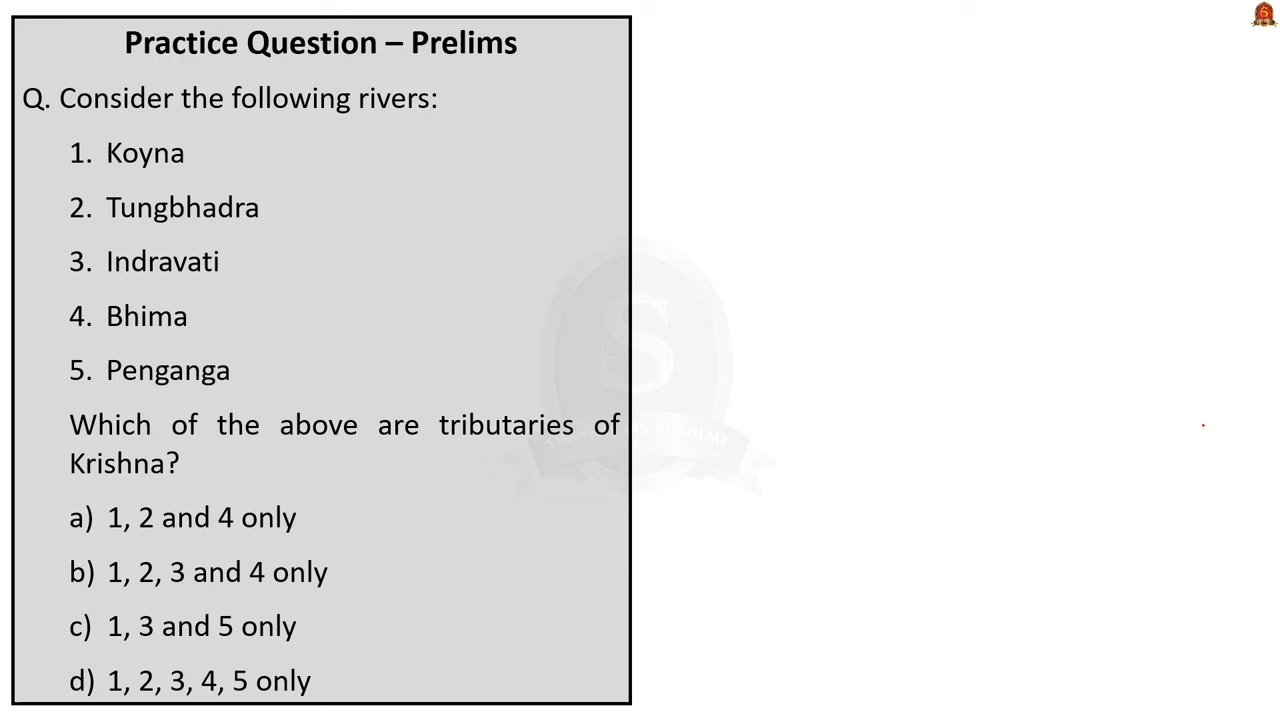 Practice Question – Prelims
Q. Consider the following rivers:
1. Koyna
2. Tungbhadra
3. Indravati
4. Bhima
5. Penganga
Which of the above are tributaries of
Krishna?
a) 1, 2 and 4 only
b) 1, 2, 3 and 4 only
c) 1, 3 and 5 only
d) 1, 2, 3, 4, 5 only